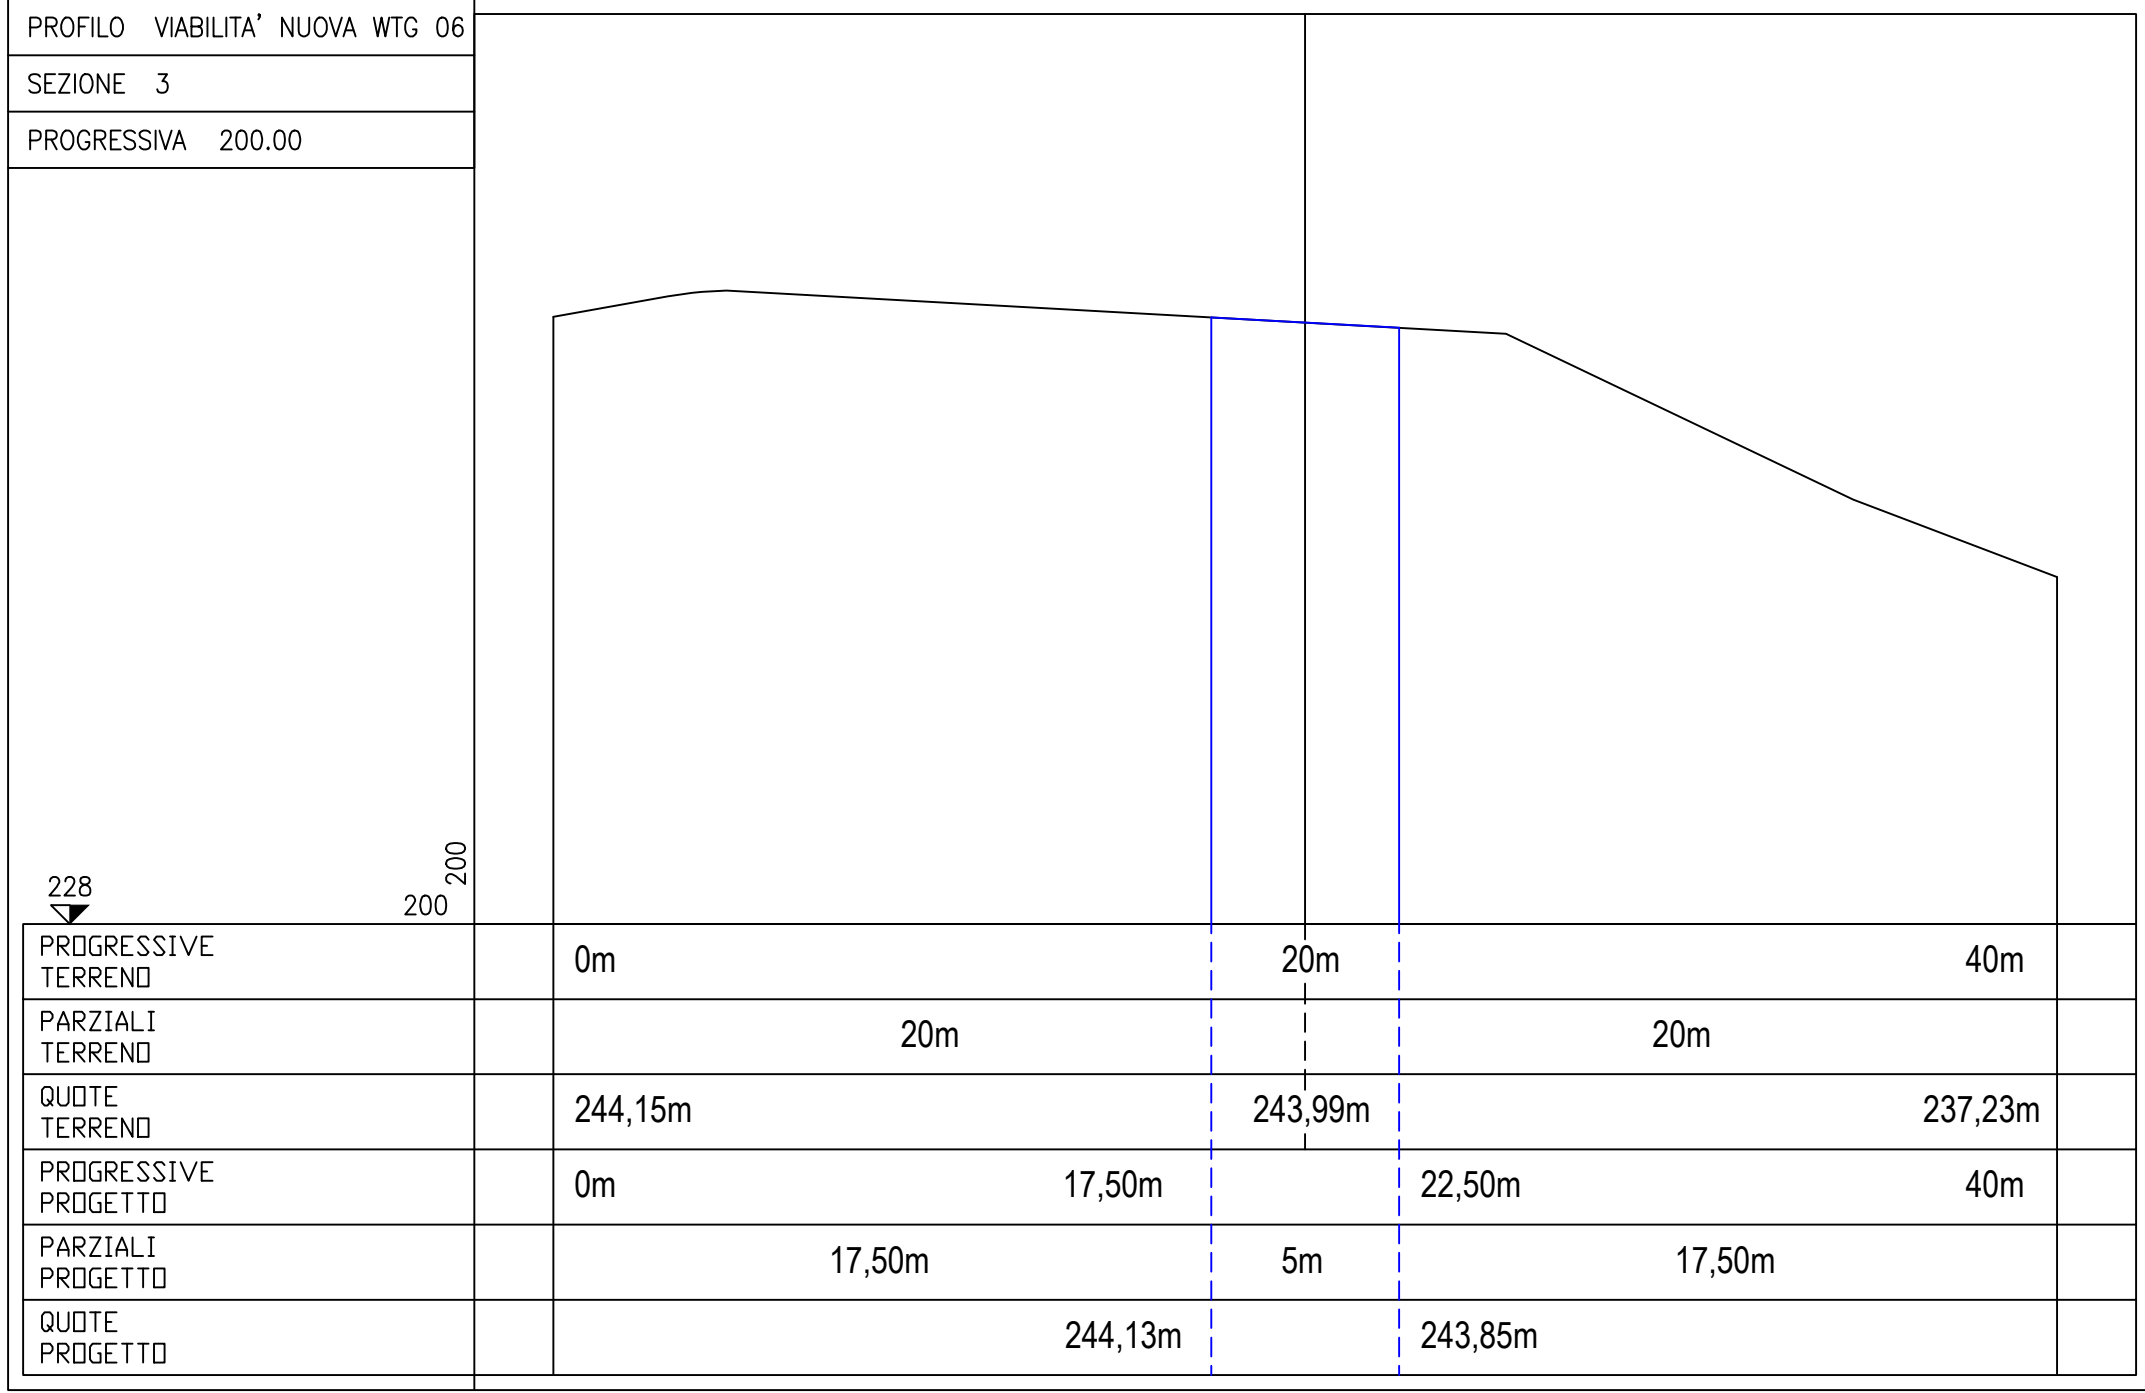 PROFILO VIABILITA' NUOVA WTG 06
SEZIONE 3
PROGRESSIVA 200.00
200
228
200
PROGRESSIVE
TERRENO
0m 20m 40m
PARZIALI
TERRENO
20m 20m
QUOTE
TERRENO
244,15m 243,99m 237,23m
PROGRESSIVE
PROGETTO
0m 17,50m 22,50m 40m
PARZIALI
PROGETTO
17,50m 5m 17,50m
QUOTE
PROGETTO
244,13m 243,85m